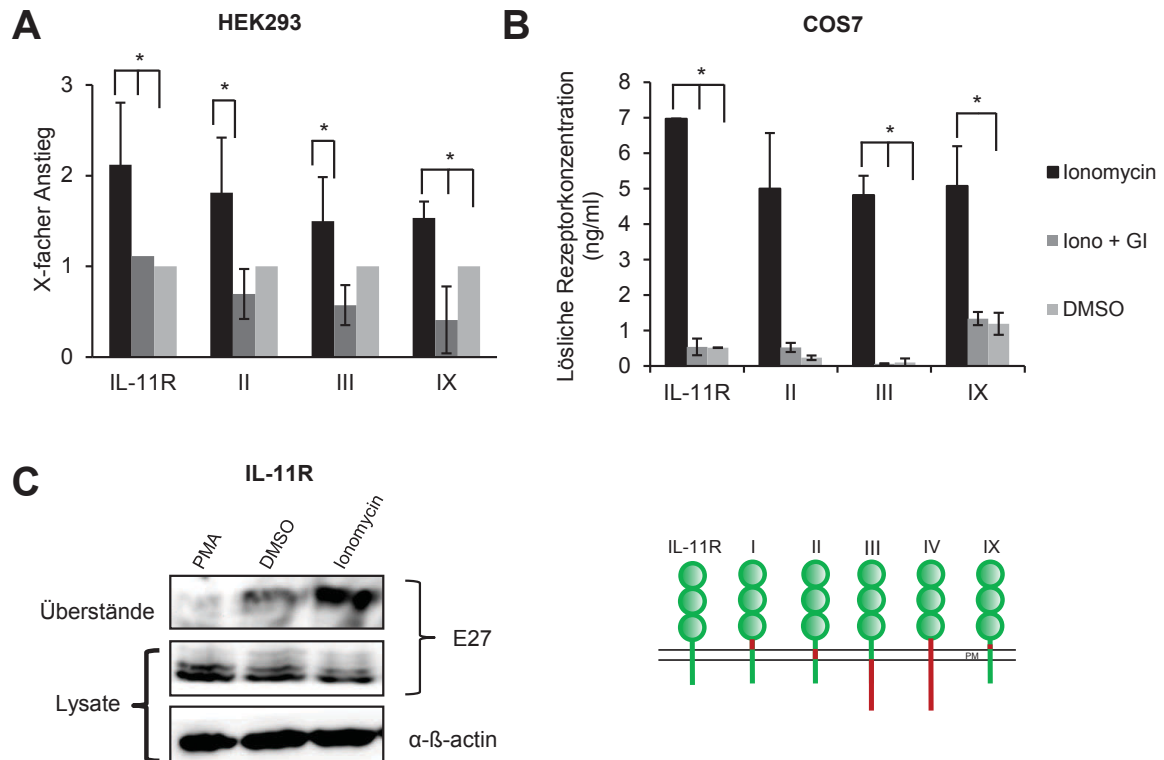 A
HEK293
X-facher Anstieg
3
2
1
0
*
*
*
*
IL-11R II III IX
B
COS7
Lösliche Rezeptorkonzentration
(ng/ml)
8
7
6
5
4
3
2
1
0
*
*
*
IL-11R II III IX
Ionomycin
Iono + GI
DMSO
C
IL-11R
PMA DMSO Ionomycin
Überstände
Lysate
E27
α-ß-actin
IL-11R I II III IV IX
PM